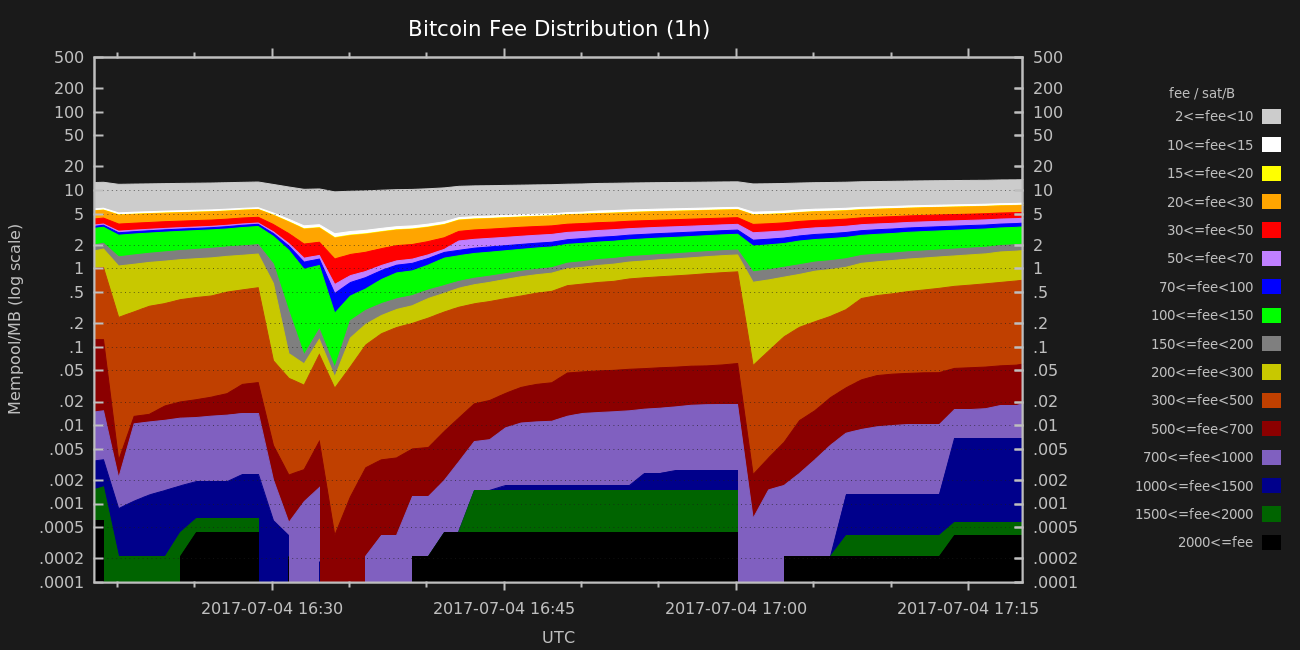 Bitcoin Fee Distribution (1h)
500 500
200 200
100 100
50 50
20 20
10 10
5 5
2 2
1 1
.5 .5
.2 .2
.1 .1
.05 .05
.02 .02
.01 .01
.005 .005
.002 .002
.001 .001
.0005 .0005
.0002 .0002
.0001 .0001
Mempool/MB (log scale)
2017-07-04 16:30 2017-07-04 16:45 2017-07-04 17:00 2017-07-04 17:15
UTC
fee / sat/B
2<=fee<10
10<=fee<15
15<=fee<20
20<=fee<30
30<=fee<50
50<=fee<70
70<=fee<100
100<=fee<150
150<=fee<200
200<=fee<300
300<=fee<500
500<=fee<700
700<=fee<1000
1000<=fee<1500
1500<=fee<2000
2000<=fee